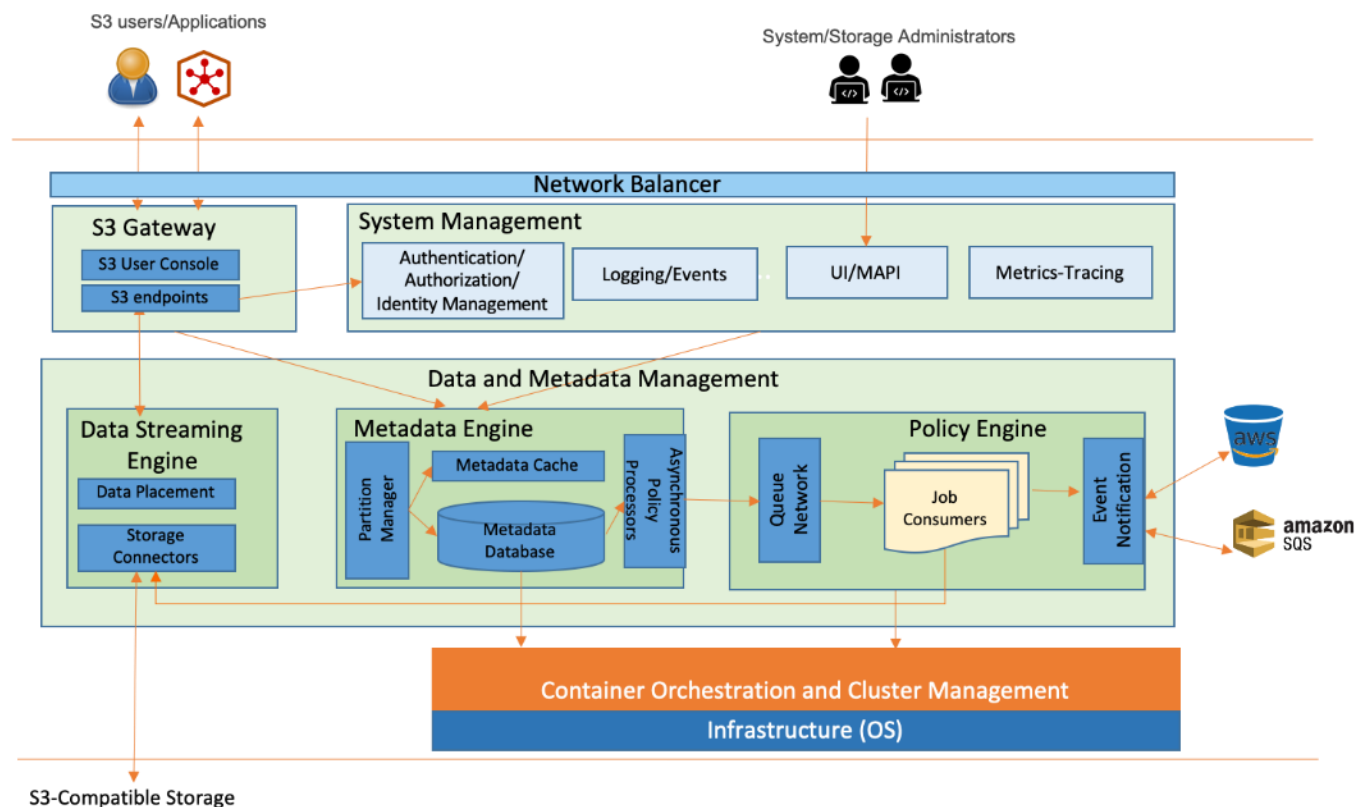 S3 users/Applications
System/Storage Administrators
</>
</>
Network Balancer
S3 Gateway
S3 User Console
S3 endpoints
System Management
Authentication/
Authorization/
Identity Management
Logging/Events
..
UI/MAPI
Metrics-Tracing
Data and Metadata Management
Data Streaming
Engine
Data Placement
Storage
Connectors
Metadata Engine
Partition
Manager
Metadata Cache
Metadata
Database
Asynchronous
Policy
Processors
Policy Engine
Queue
Network
Job
Consumers
Event
Notification
aws
amazon
SQS
Container Orchestration and Cluster Management
Infrastructure (OS)
S3-Compatible Storage